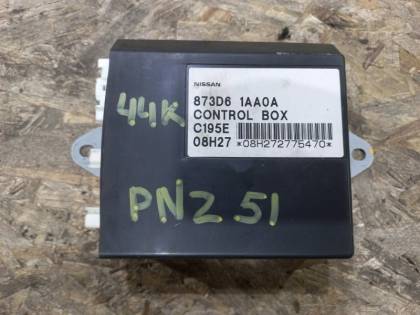 NISSAN
873D6 1AA0A
CONTROL BOX
C195E
08H27 *08H272775470*
44K
PNZ 51